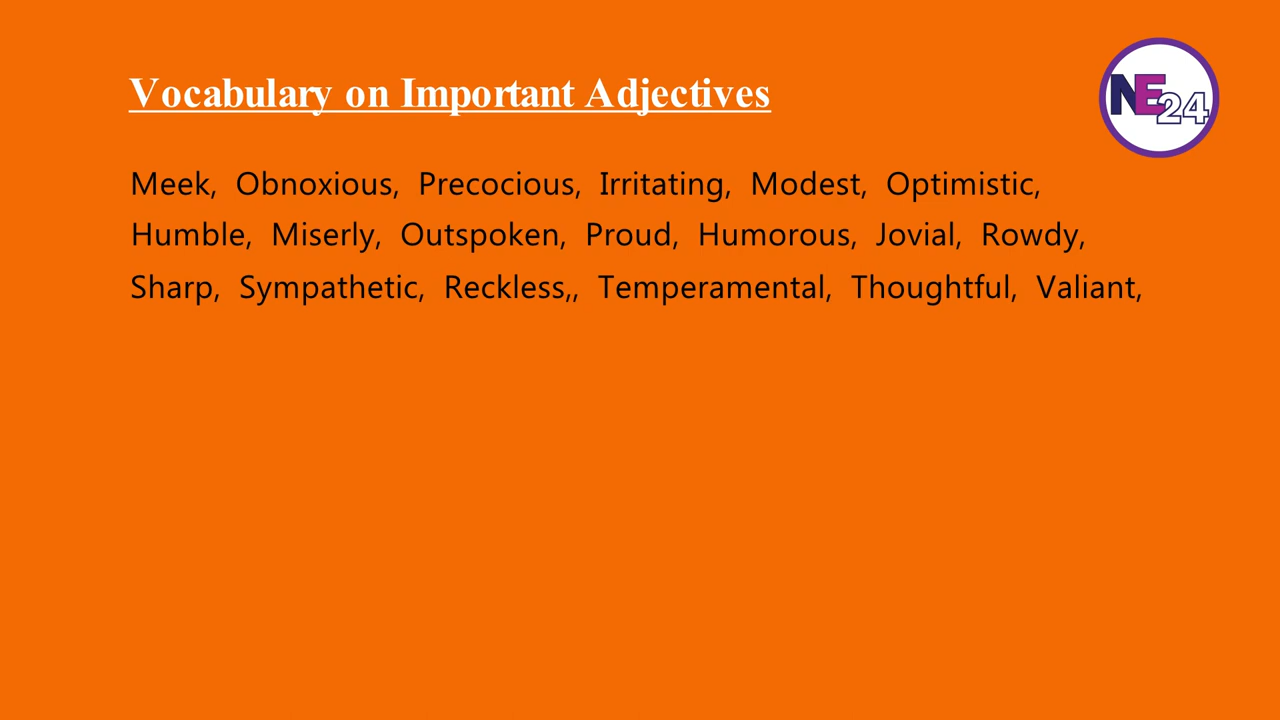 Vocabulary on Important Adjectives
NE24
Meek, Obnoxious, Precocious, Irritating, Modest, Optimistic,
Humble, Miserly, Outspoken, Proud, Humorous, Jovial, Rowdy,
Sharp, Sympathetic, Reckless,, Temperamental, Thoughtful, Valiant,